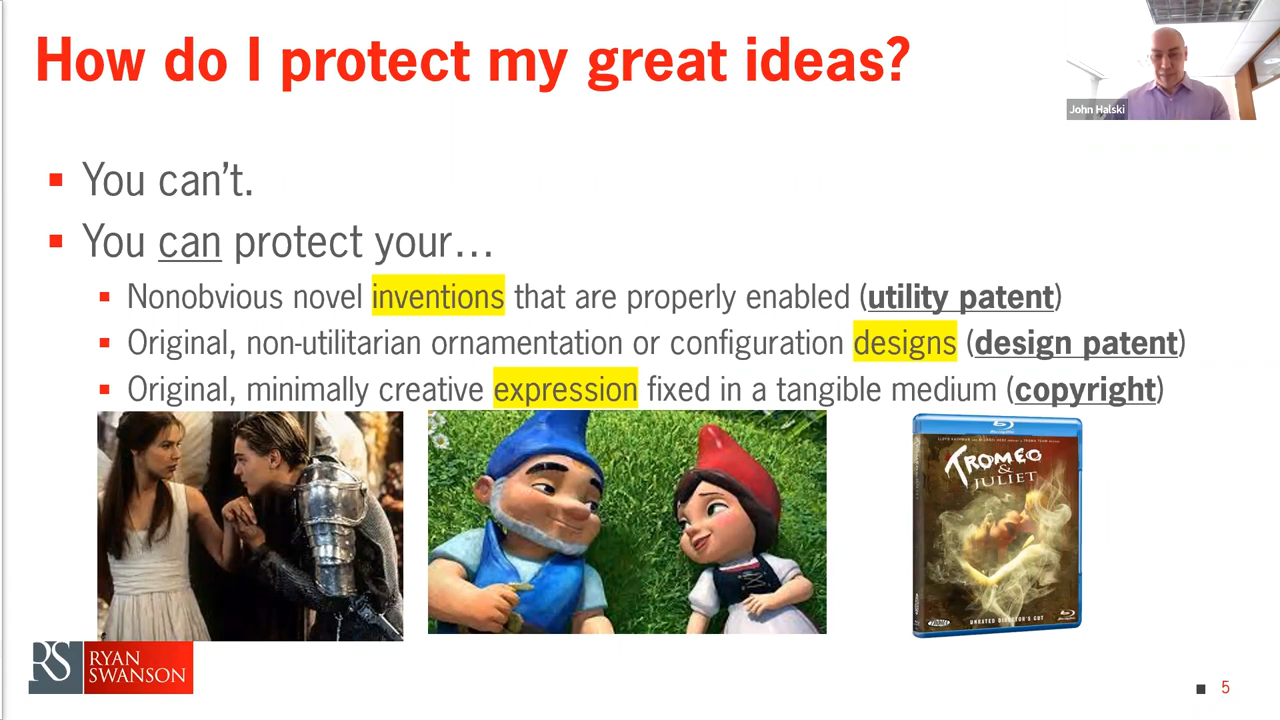 How do I protect my great ideas?
John Halski
You can't.
You can protect your…
Nonobvious novel inventions that are properly enabled (utility patent)
Original, non-utilitarian ornamentation or configuration designs (design patent)
Original, minimally creative expression fixed in a tangible medium (copyright)
TROMEO
&
JULIET
UNRATED DIRECTOR'S CUT
RS
RYAN
SWANSON
5